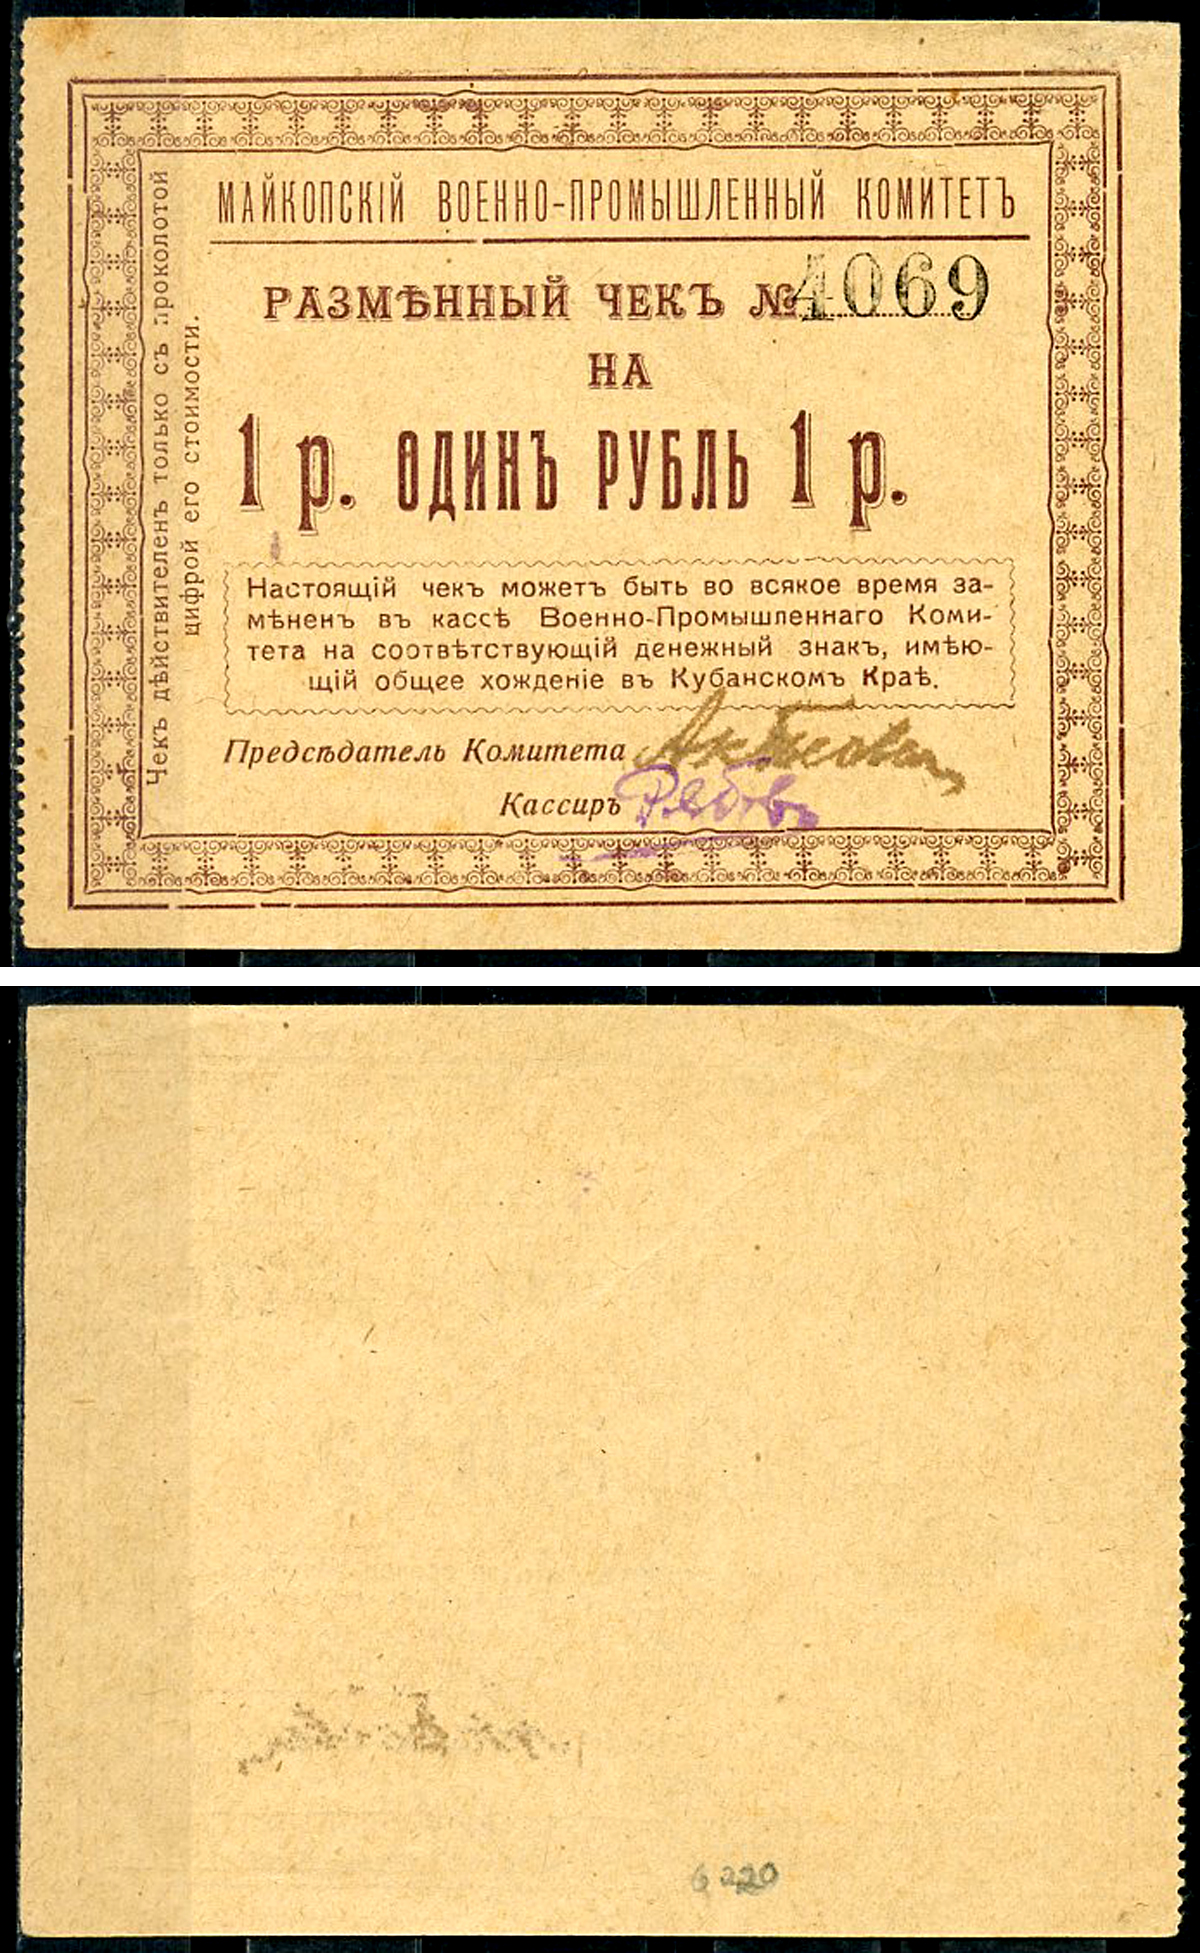 МАЙКОПСКІЙ ВОЕННО-ПРОМЫШЛЕННЫЙ КОМИТЕТЪ
РАЗМѢННЫЙ ЧЕКЪ № 4069
НА
1 р. ОДИНЪ РУБЛЬ 1 р.
Настоящій чекъ можетъ быть во всякое время за-
мѣненъ въ кассѣ Военно-Промышленнаго Коми-
тета на соотвѣтствующій денежный знакъ, имѣю-
щій общее хожденіе въ Кубанскомъ Краѣ.
Предсѣдатель Комитета
Кассиръ
Чекъ дѣйствителенъ только съ проколотой
цифрой его стоимости.
6220